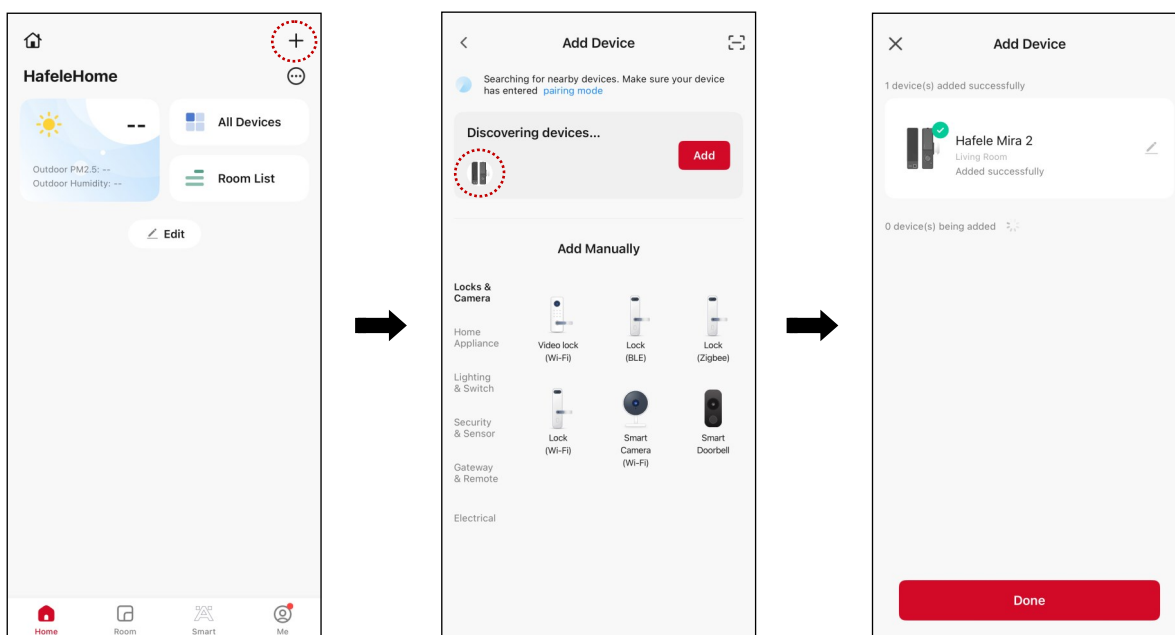 HafeleHome
--
All Devices
Outdoor PM2.5: --
Outdoor Humidity: --
Room List
Edit
Home
Room
Smart
Me
Add Device
Searching for nearby devices. Make sure your device
has entered pairing mode
Discovering devices...
Add
Add Manually
Locks &
Camera
Home
Appliance
Lighting
& Switch
Security
& Sensor
Gateway
& Remote
Electrical
Video lock
(Wi-Fi)
Lock
(BLE)
Lock
(Zigbee)
Lock
(Wi-Fi)
Smart
Camera
(Wi-Fi)
Smart
Doorbell
Add Device
1 device(s) added successfully
Hafele Mira 2
Living Room
Added successfully
0 device(s) being added
Done